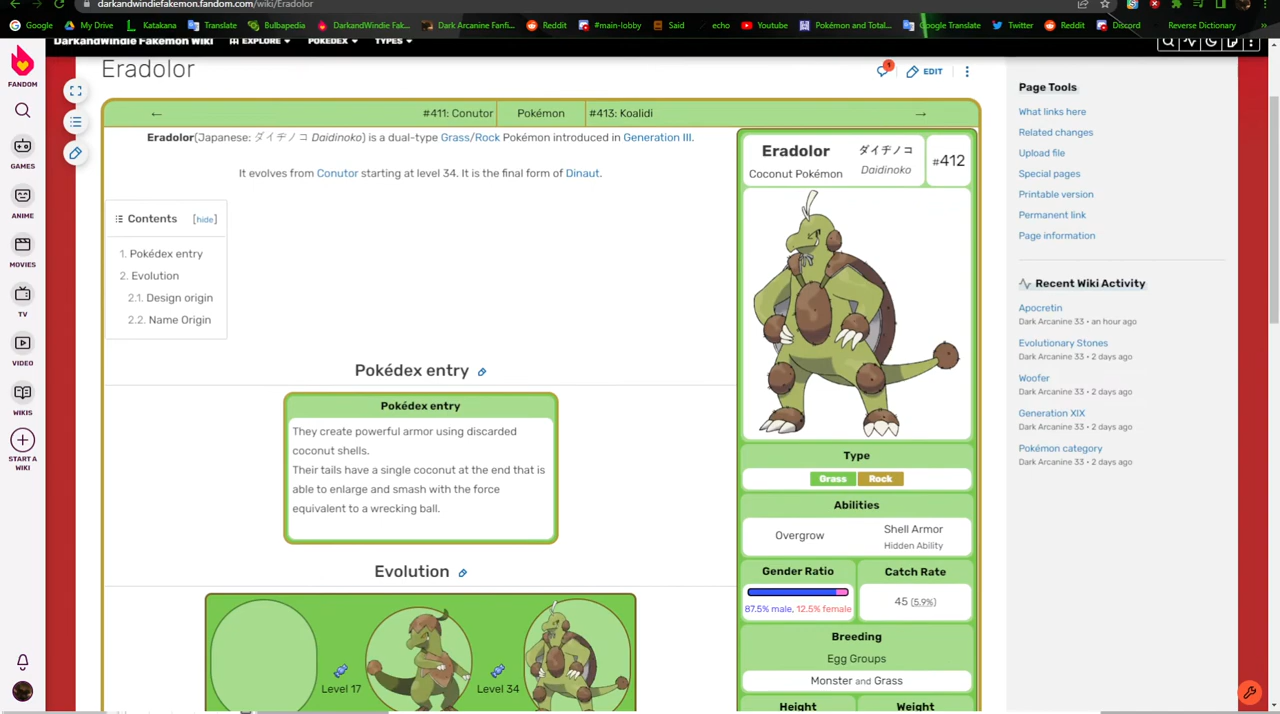 darkandwindiefakemon.fandom.com/wiki/Eradolor
Google
My Drive
Katakana
Translate
Bulbapedia
DarkandWindie Fak...
Dark Arcanine Fanfi...
Reddit
#main-lobby
Said
echo
YouTube
Pokémon and Total...
Google Translate
Twitter
Reddit
Discord
Reverse Dictionary
»
DarkandWindie Fakemon Wiki
EXPLORE
POKÉDEX
TYPES
FANDOM
GAMES
ANIME
MOVIES
TV
VIDEO
WIKIS
START A
WIKI
Eradolor
1
EDIT
← #411: Conutor Pokémon #413: Koalidi →
Eradolor(Japanese: ダイヂノコ Daidinoko) is a dual-type Grass/Rock Pokémon introduced in Generation III.
It evolves from Conutor starting at level 34. It is the final form of Dinaut.
Contents [hide]
1. Pokédex entry
2. Evolution
2.1. Design origin
2.2. Name Origin
Pokédex entry
Pokédex entry
They create powerful armor using discarded
coconut shells.
Their tails have a single coconut at the end that is
able to enlarge and smash with the force
equivalent to a wrecking ball.
Evolution
Level 17
Level 34
Eradolor
Coconut Pokémon
ダイヂノコ
Daidinoko
#412
Type
Grass Rock
Abilities
Overgrow
Shell Armor
Hidden Ability
Gender Ratio
87.5% male, 12.5% female
Catch Rate
45 (5.9%)
Breeding
Egg Groups
Monster and Grass
Height
Weight
Page Tools
What links here
Related changes
Upload file
Special pages
Printable version
Permanent link
Page information
Recent Wiki Activity
Apocretin
Dark Arcanine 33 • an hour ago
Evolutionary Stones
Dark Arcanine 33 • 2 days ago
Woofer
Dark Arcanine 33 • 2 days ago
Generation XIX
Dark Arcanine 33 • 2 days ago
Pokémon category
Dark Arcanine 33 • 2 days ago